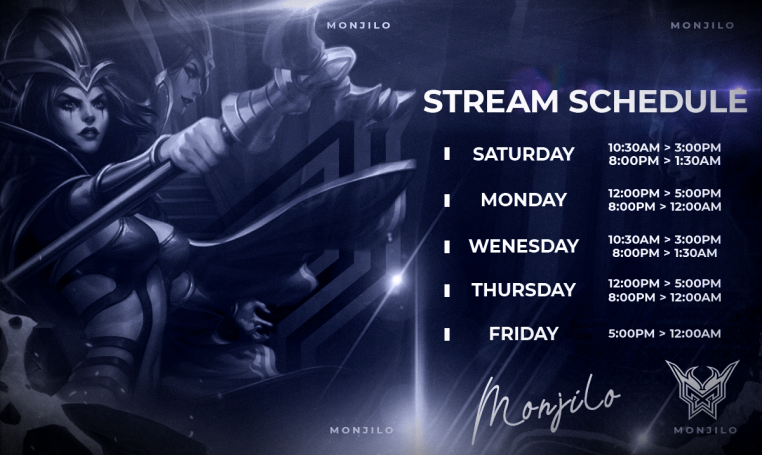 MONJILO
MONJILO
STREAM SCHEDULE
SATURDAY
10:30AM > 3:00PM
8:00PM > 1:30AM
MONDAY
12:00PM > 5:00PM
8:00PM > 12:00AM
WENESDAY
10:30AM > 3:00PM
8:00PM > 1:30AM
THURSDAY
12:00PM > 5:00PM
8:00PM > 12:00AM
FRIDAY
5:00PM > 12:00AM
Monjilo
MONJILO
MONJILO